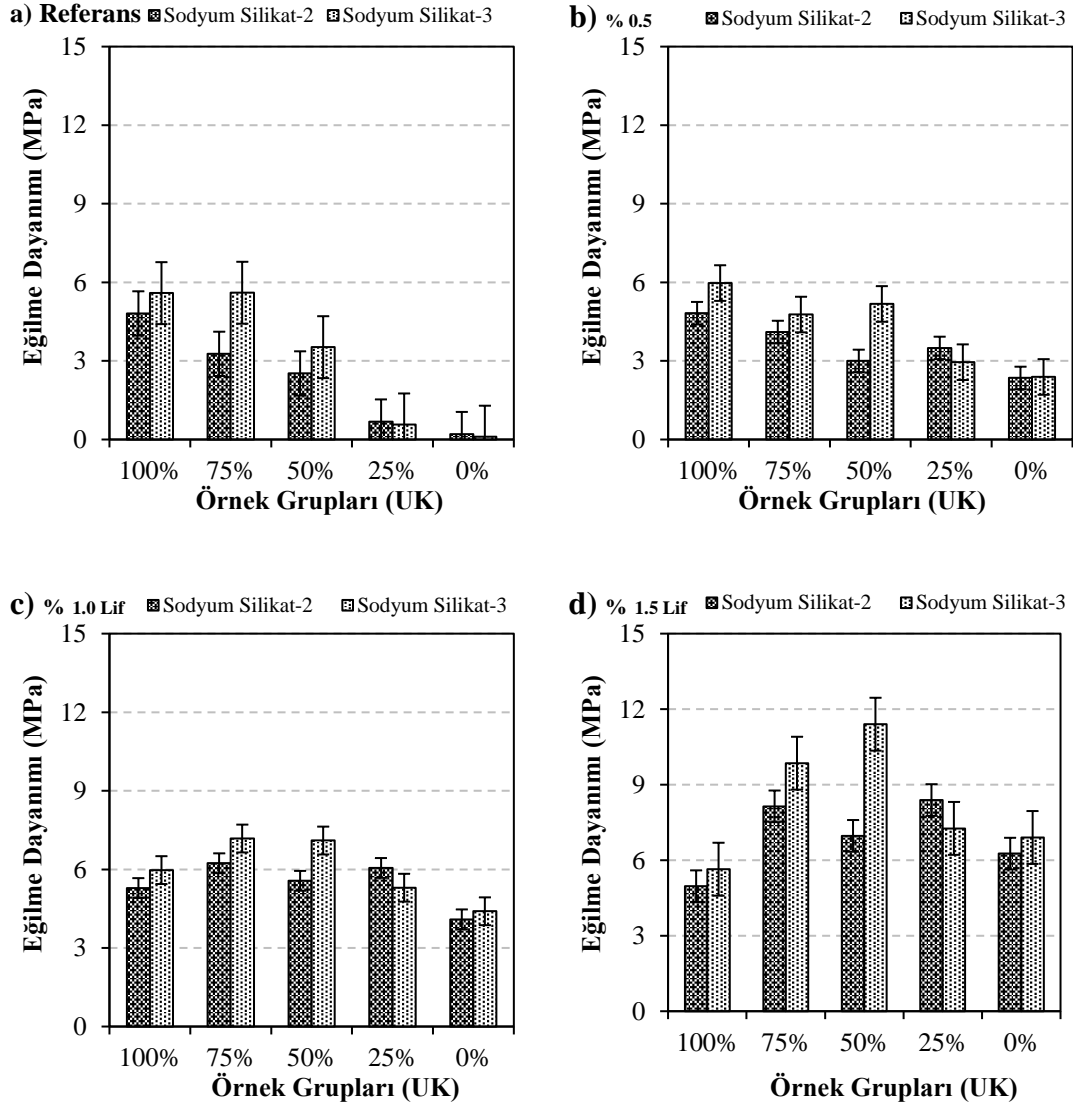 a) Referans Sodyum Silikat-2 Sodyum Silikat-3
15
12
9
6
3
0
Eğilme Dayanımı (MPa)
100% 75% 50% 25% 0%
Örnek Grupları (UK)
b) % 0.5 Sodyum Silikat-2 Sodyum Silikat-3
15
12
9
6
3
0
Eğilme Dayanımı (MPa)
100% 75% 50% 25% 0%
Örnek Grupları (UK)
c) % 1.0 Lif Sodyum Silikat-2 Sodyum Silikat-3
15
12
9
6
3
0
Eğilme Dayanımı (MPa)
100% 75% 50% 25% 0%
Örnek Grupları (UK)
d) % 1.5 Lif Sodyum Silikat-2 Sodyum Silikat-3
15
12
9
6
3
0
Eğilme Dayanımı (MPa)
100% 75% 50% 25% 0%
Örnek Grupları (UK)